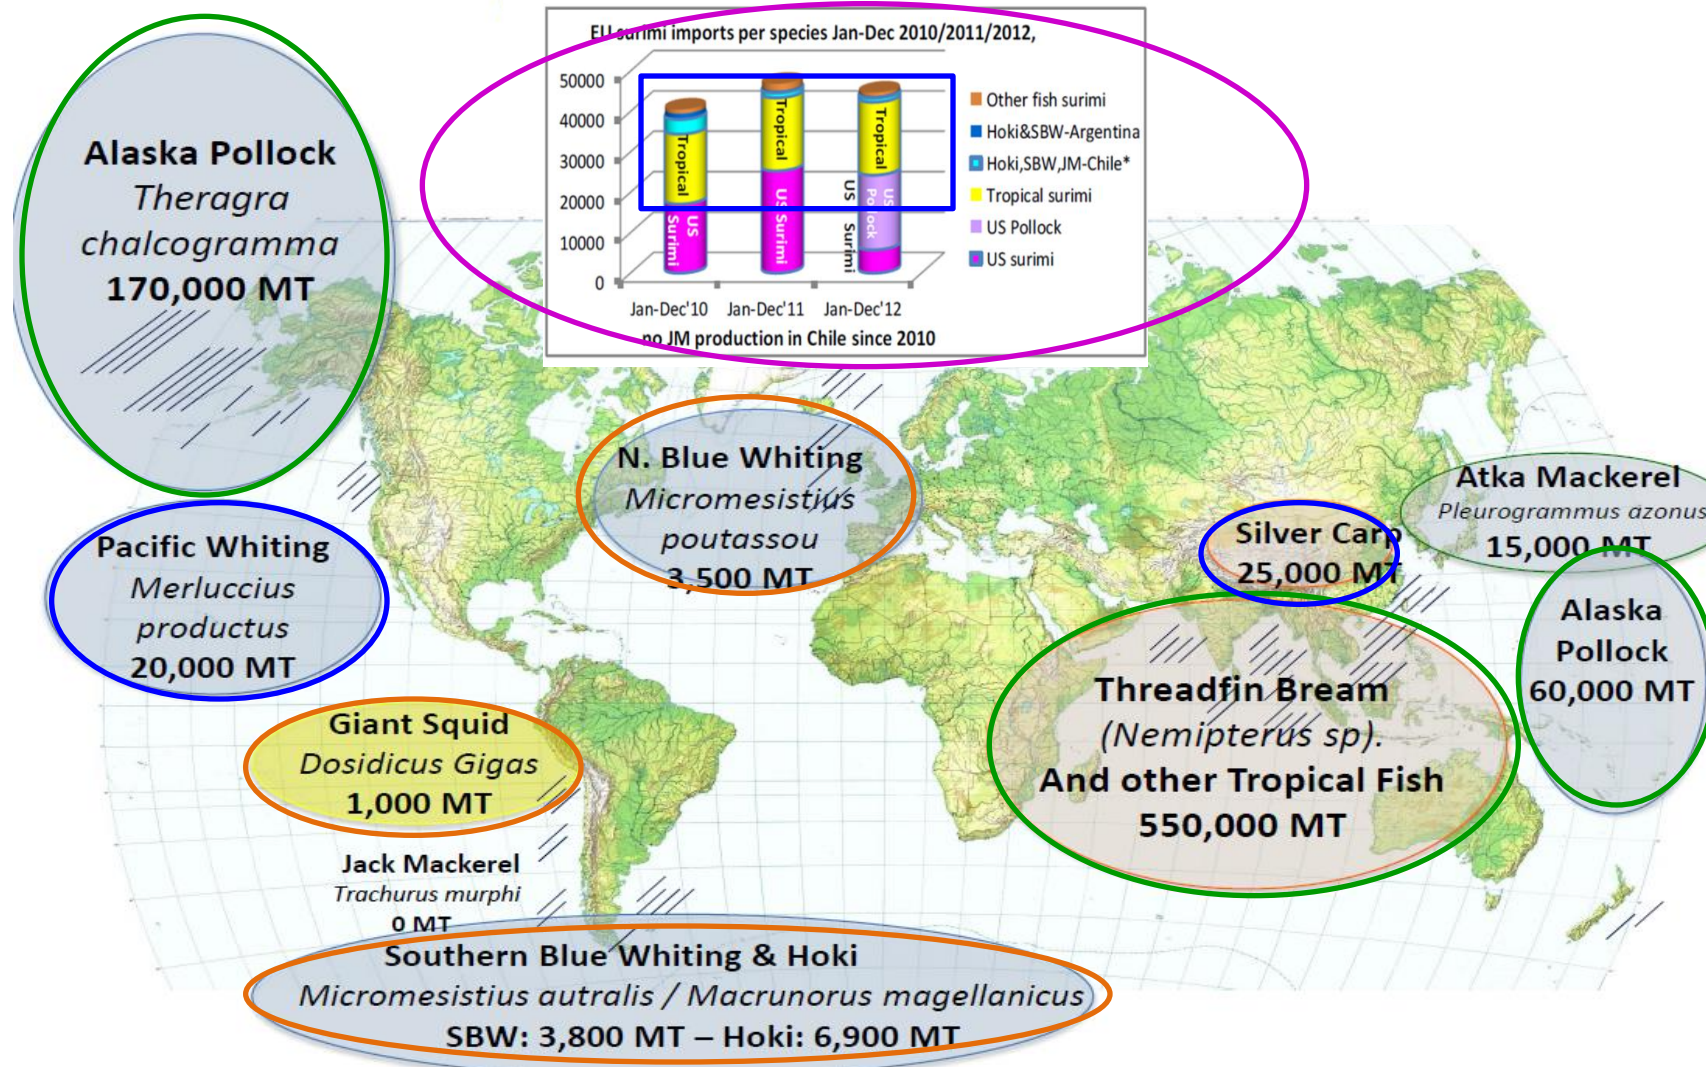 EU surimi imports per species Jan-Dec 2010/2011/2012,
50000
40000
30000
20000
10000
0
Tropical
US
Surimi
Tropical
US Surimi
Tropical
US
Pollock
US
Surimi
Jan-Dec'10
Jan-Dec'11
Jan-Dec'12
Other fish surimi
Hoki&SBW-Argentina
Hoki,SBW,JM-Chile*
Tropical surimi
US Pollock
US surimi
no JM production in Chile since 2010
Alaska Pollock
Theragra
chalcogramma
170,000 MT
N. Blue Whiting
Micromesistius
poutassou
3,500 MT
Pacific Whiting
Merluccius
productus
20,000 MT
Silver Carp
25,000 MT
Atka Mackerel
Pleurogrammus azonus
15,000 MT
Alaska
Pollock
60,000 MT
Threadfin Bream
(Nemipterus sp).
And other Tropical Fish
550,000 MT
Giant Squid
Dosidicus Gigas
1,000 MT
Jack Mackerel
Trachurus murphi
0 MT
Southern Blue Whiting & Hoki
Micromesistius autralis / Macrunorus magellanicus
SBW: 3,800 MT – Hoki: 6,900 MT